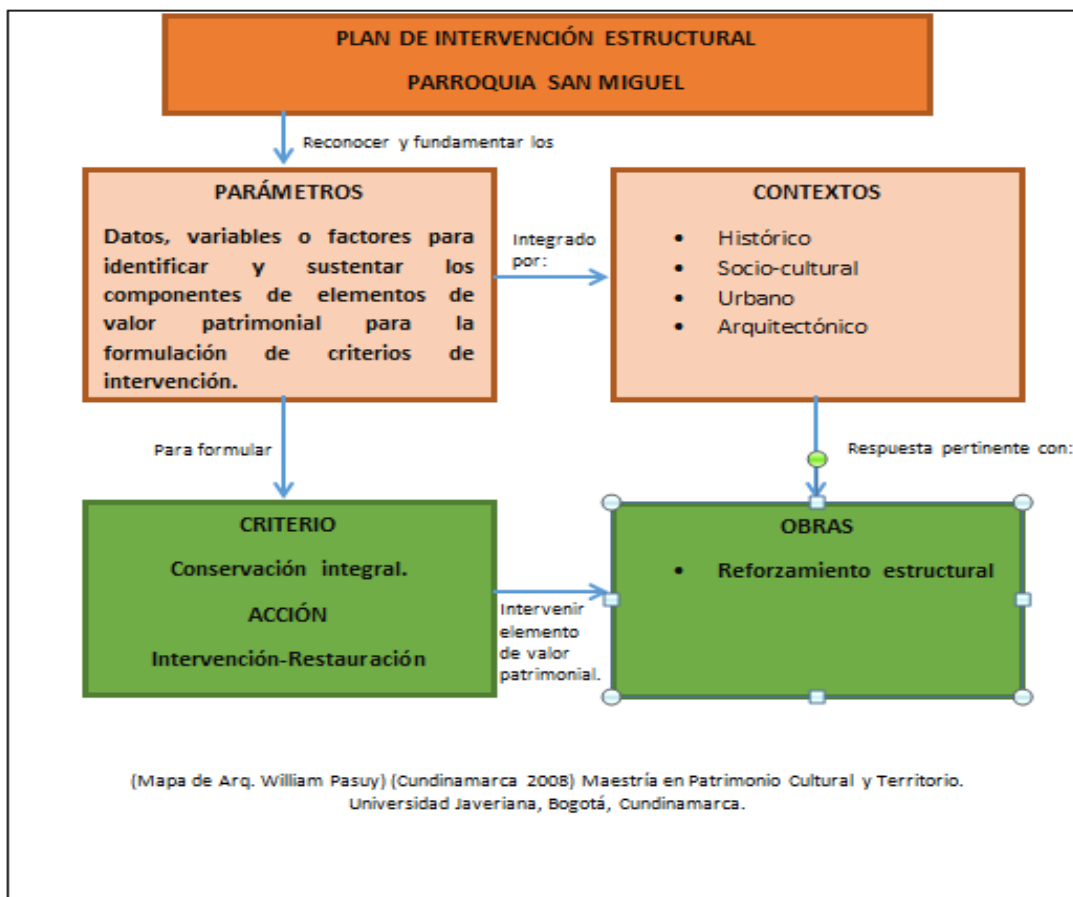 PLAN DE INTERVENCIÓN ESTRUCTURAL
PARROQUIA SAN MIGUEL
Reconocer y fundamentar los
PARÁMETROS
Datos, variables o factores para
identificar y sustentar los
componentes de elementos de
valor patrimonial para la
formulación de criterios de
intervención.
Integrado
por:
CONTEXTOS
• Histórico
• Socio-cultural
• Urbano
• Arquitectónico
Para formular
Respuesta pertinente con:
CRITERIO
Conservación integral.
ACCIÓN
Intervención-Restauración
Intervenir
elemento
de valor
patrimonial.
OBRAS
• Reforzamiento estructural
(Mapa de Arq. William Pasuy) (Cundinamarca 2008) Maestría en Patrimonio Cultural y Territorio.
Universidad Javeriana, Bogotá, Cundinamarca.